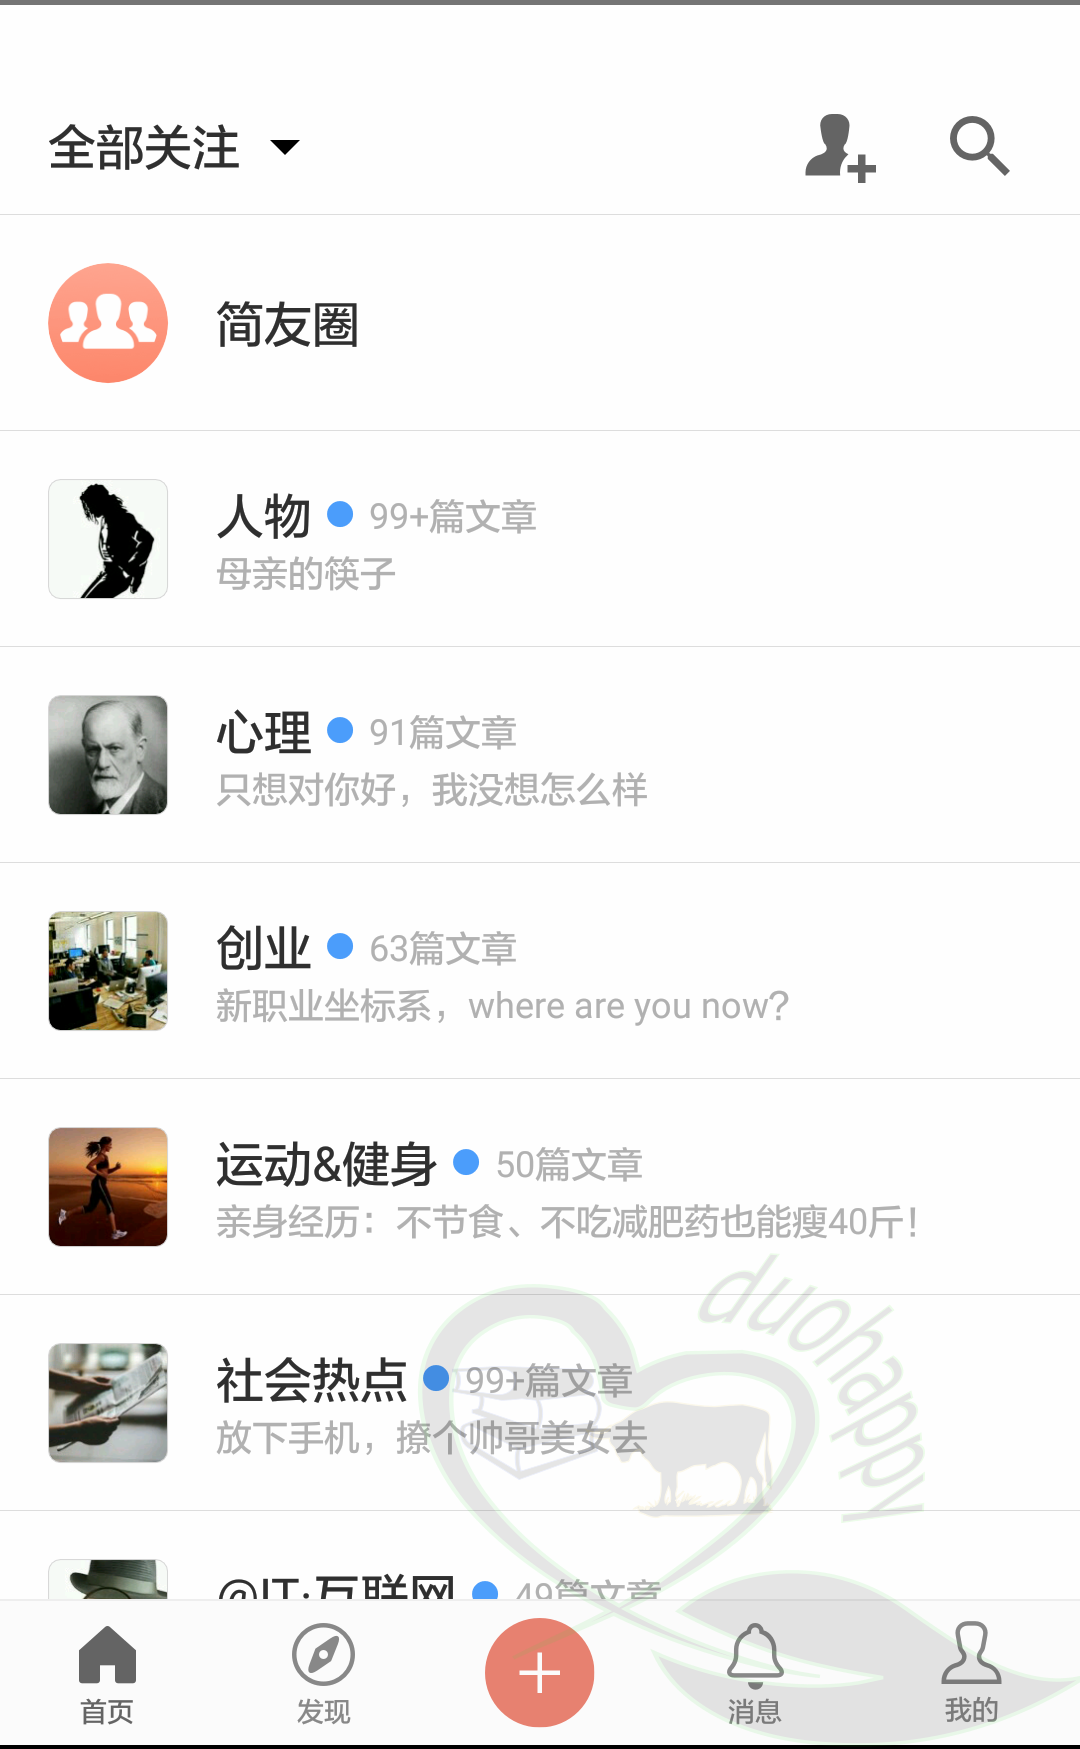 全部关注
简友圈
人物 99+篇文章
母亲的筷子
心理 91篇文章
只想对你好，我没想怎么样
创业 63篇文章
新职业坐标系，where are you now?
运动&健身 50篇文章
亲身经历：不节食、不吃减肥药也能瘦40斤！
社会热点 99+篇文章
放下手机，撩个帅哥美女去
duohappy
@IT·互联网 49篇文章
首页
发现
消息
我的